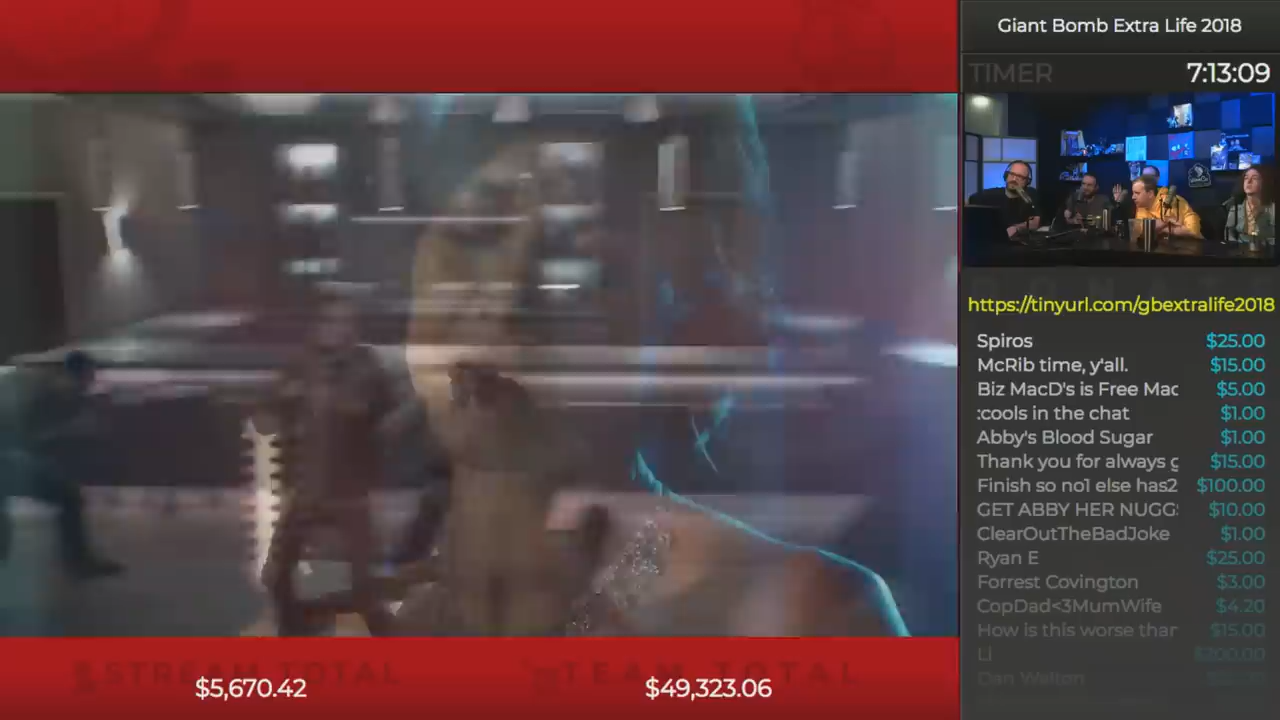 Giant Bomb Extra Life 2018
TIMER 7:13:09
https://tinyurl.com/gbextralife2018
Spiros $25.00
McRib time, y'all. $15.00
Biz MacD's is Free Mac $5.00
:cools in the chat $1.00
Abby's Blood Sugar $1.00
Thank you for always g $15.00
Finish so no1 else has2 $100.00
GET ABBY HER NUGG $10.00
ClearOutTheBadJoke $1.00
Ryan E $25.00
Forrest Covington $3.00
CopDad<3MumWife $4.20
How is this worse than $15.00
LI $200.00
Dan Walton
STREAM TOTAL
$5,670.42
TEAM TOTAL
$49,323.06